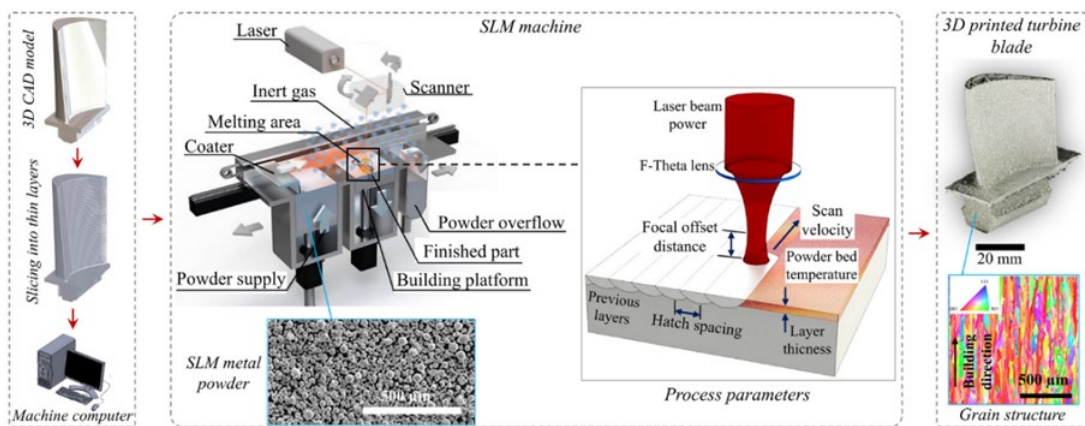 3D CAD model
Slicing into thin layers
Machine computer
SLM machine
Laser
Scanner
Inert gas
Melting area
Coater
Powder overflow
Finished part
Building platform
Powder supply
SLM metal
powder
500 µm
Laser beam
power
F-Theta lens
Scan
velocity
Focal offset
distance
Powder bed
temperature
Previous
layers
Hatch spacing
Layer
thicness
Process parameters
3D printed turbine
blade
20 mm
Building
direction
500 µm
Grain structure